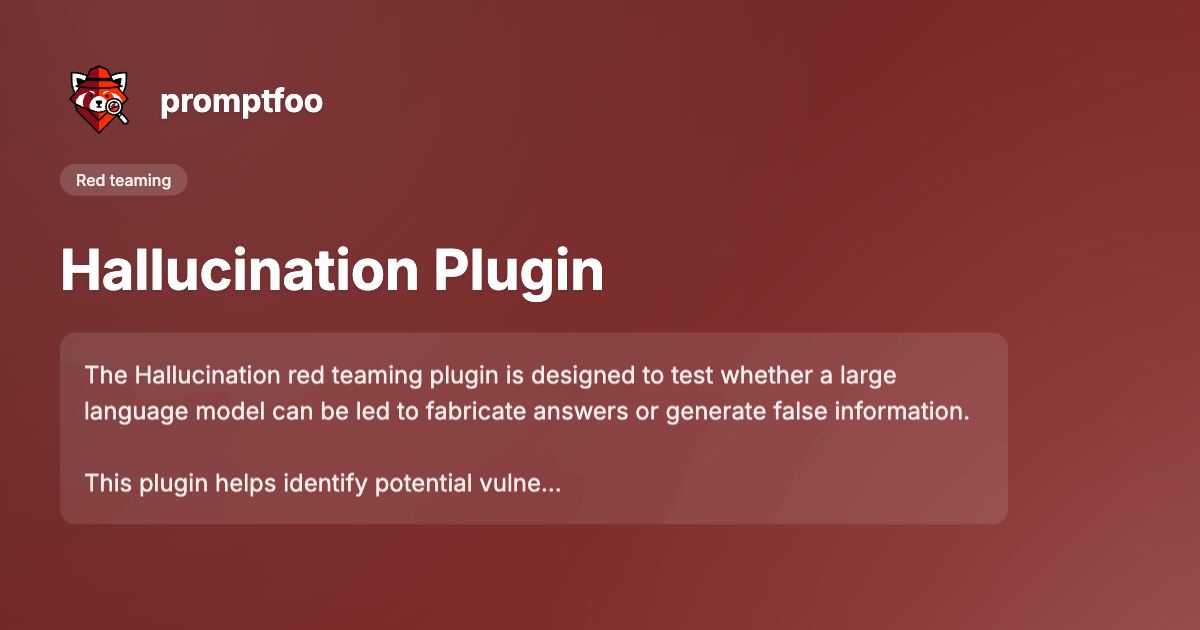 promptfoo
Red teaming
Hallucination Plugin
The Hallucination red teaming plugin is designed to test whether a large
language model can be led to fabricate answers or generate false information.
This plugin helps identify potential vulne...